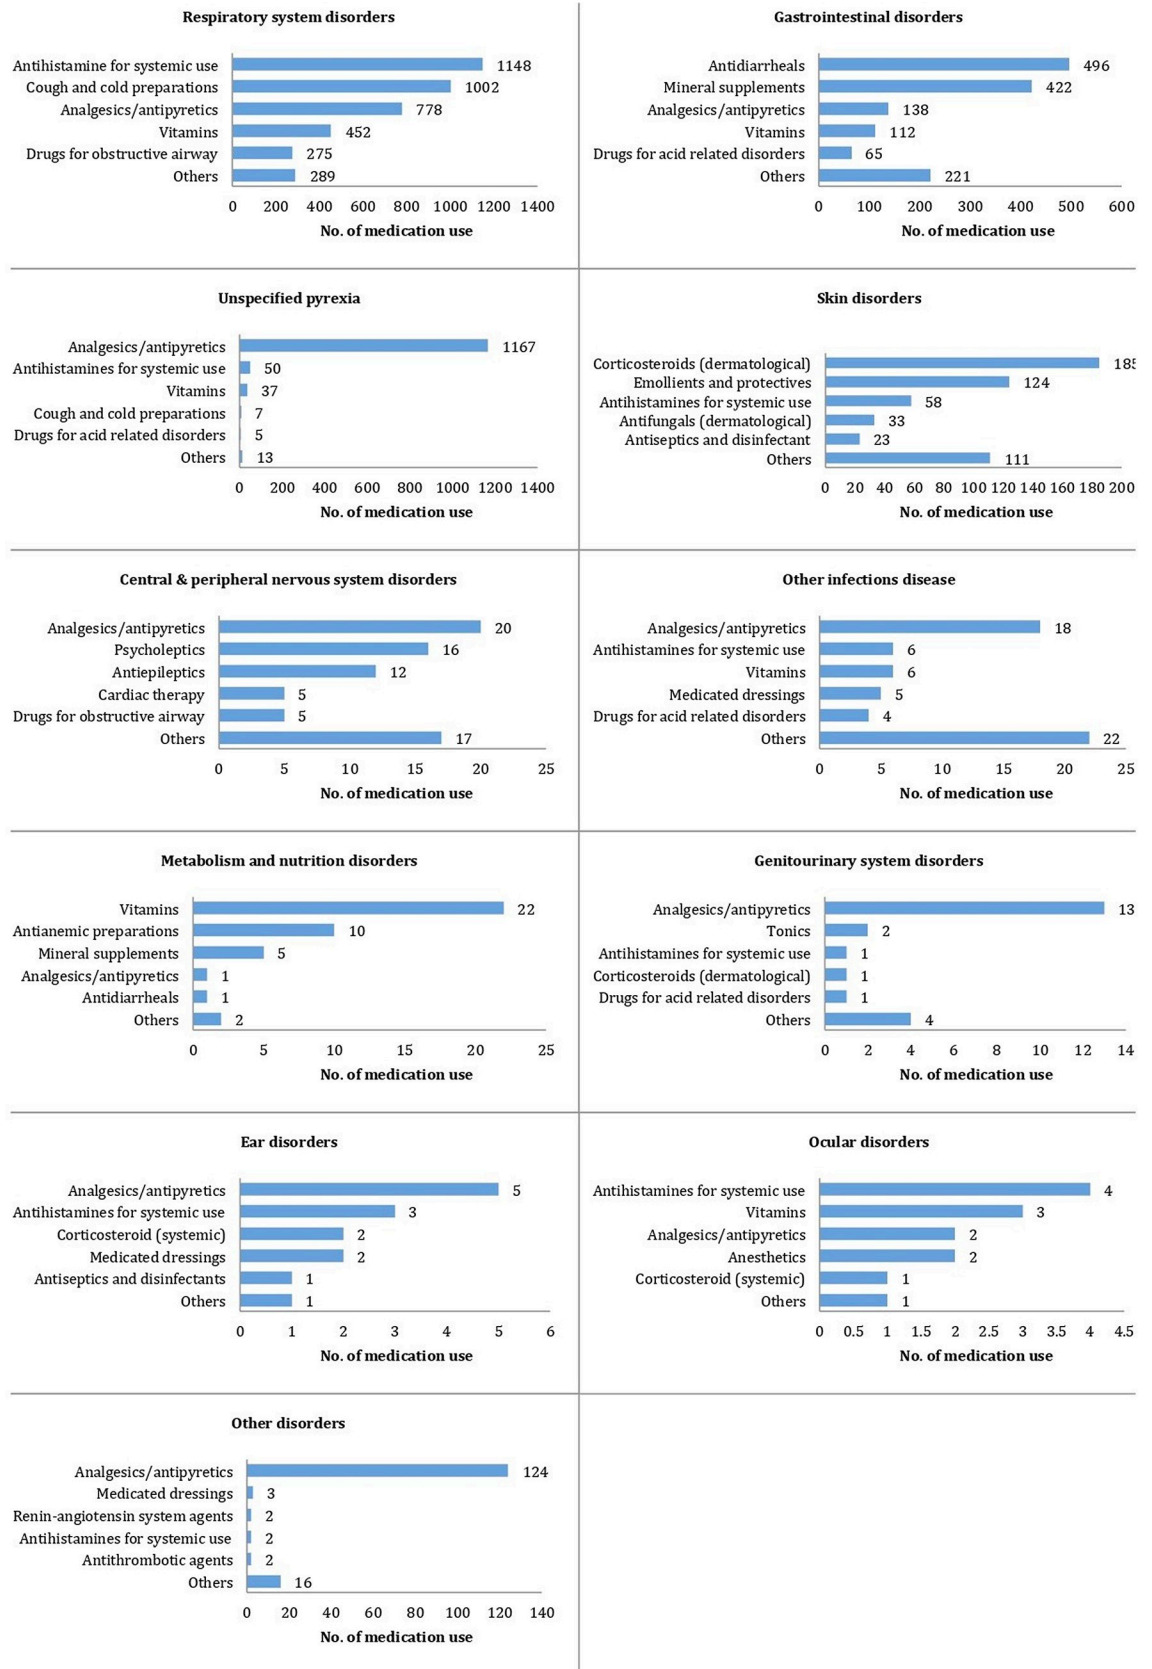 Respiratory system disorders
Antihistamine for systemic use 1148
Cough and cold preparations 1002
Analgesics/antipyretics 778
Vitamins 452
Drugs for obstructive airway 275
Others 289
0 200 400 600 800 1000 1200 1400
No. of medication use
Gastrointestinal disorders
Antidiarrheals 496
Mineral supplements 422
Analgesics/antipyretics 138
Vitamins 112
Drugs for acid related disorders 65
Others 221
0 100 200 300 400 500 600
No. of medication use
Unspecified pyrexia
Analgesics/antipyretics 1167
Antihistamines for systemic use 50
Vitamins 37
Cough and cold preparations 7
Drugs for acid related disorders 5
Others 13
0 200 400 600 800 1000 1200 1400
No. of medication use
Skin disorders
Corticosteroids (dermatological) 185
Emollients and protectives 124
Antihistamines for systemic use 58
Antifungals (dermatological) 33
Antiseptics and disinfectant 23
Others 111
0 20 40 60 80 100 120 140 160 180 200
No. of medication use
Central & peripheral nervous system disorders
Analgesics/antipyretics 20
Psycholeptics 16
Antiepileptics 12
Cardiac therapy 5
Drugs for obstructive airway 5
Others 17
0 5 10 15 20 25
No. of medication use
Other infections disease
Analgesics/antipyretics 18
Antihistamines for systemic use 6
Vitamins 6
Medicated dressings 5
Drugs for acid related disorders 4
Others 22
0 5 10 15 20 25
No. of medication use
Metabolism and nutrition disorders
Vitamins 22
Antianemic preparations 10
Mineral supplements 5
Analgesics/antipyretics 1
Antidiarrheals 1
Others 2
0 5 10 15 20 25
No. of medication use
Genitourinary system disorders
Analgesics/antipyretics 13
Tonics 2
Antihistamines for systemic use 1
Corticosteroids (dermatological) 1
Drugs for acid related disorders 1
Others 4
0 2 4 6 8 10 12 14
No. of medication use
Ear disorders
Analgesics/antipyretics 5
Antihistamines for systemic use 3
Corticosteroid (systemic) 2
Medicated dressings 2
Antiseptics and disinfectants 1
Others 1
0 1 2 3 4 5 6
No. of medication use
Ocular disorders
Antihistamines for systemic use 4
Vitamins 3
Analgesics/antipyretics 2
Anesthetics 2
Corticosteroid (systemic) 1
Others 1
0 0.5 1 1.5 2 2.5 3 3.5 4 4.5
No. of medication use
Other disorders
Analgesics/antipyretics 124
Medicated dressings 3
Renin-angiotensin system agents 2
Antihistamines for systemic use 2
Antithrombotic agents 2
Others 16
0 20 40 60 80 100 120 140
No. of medication use